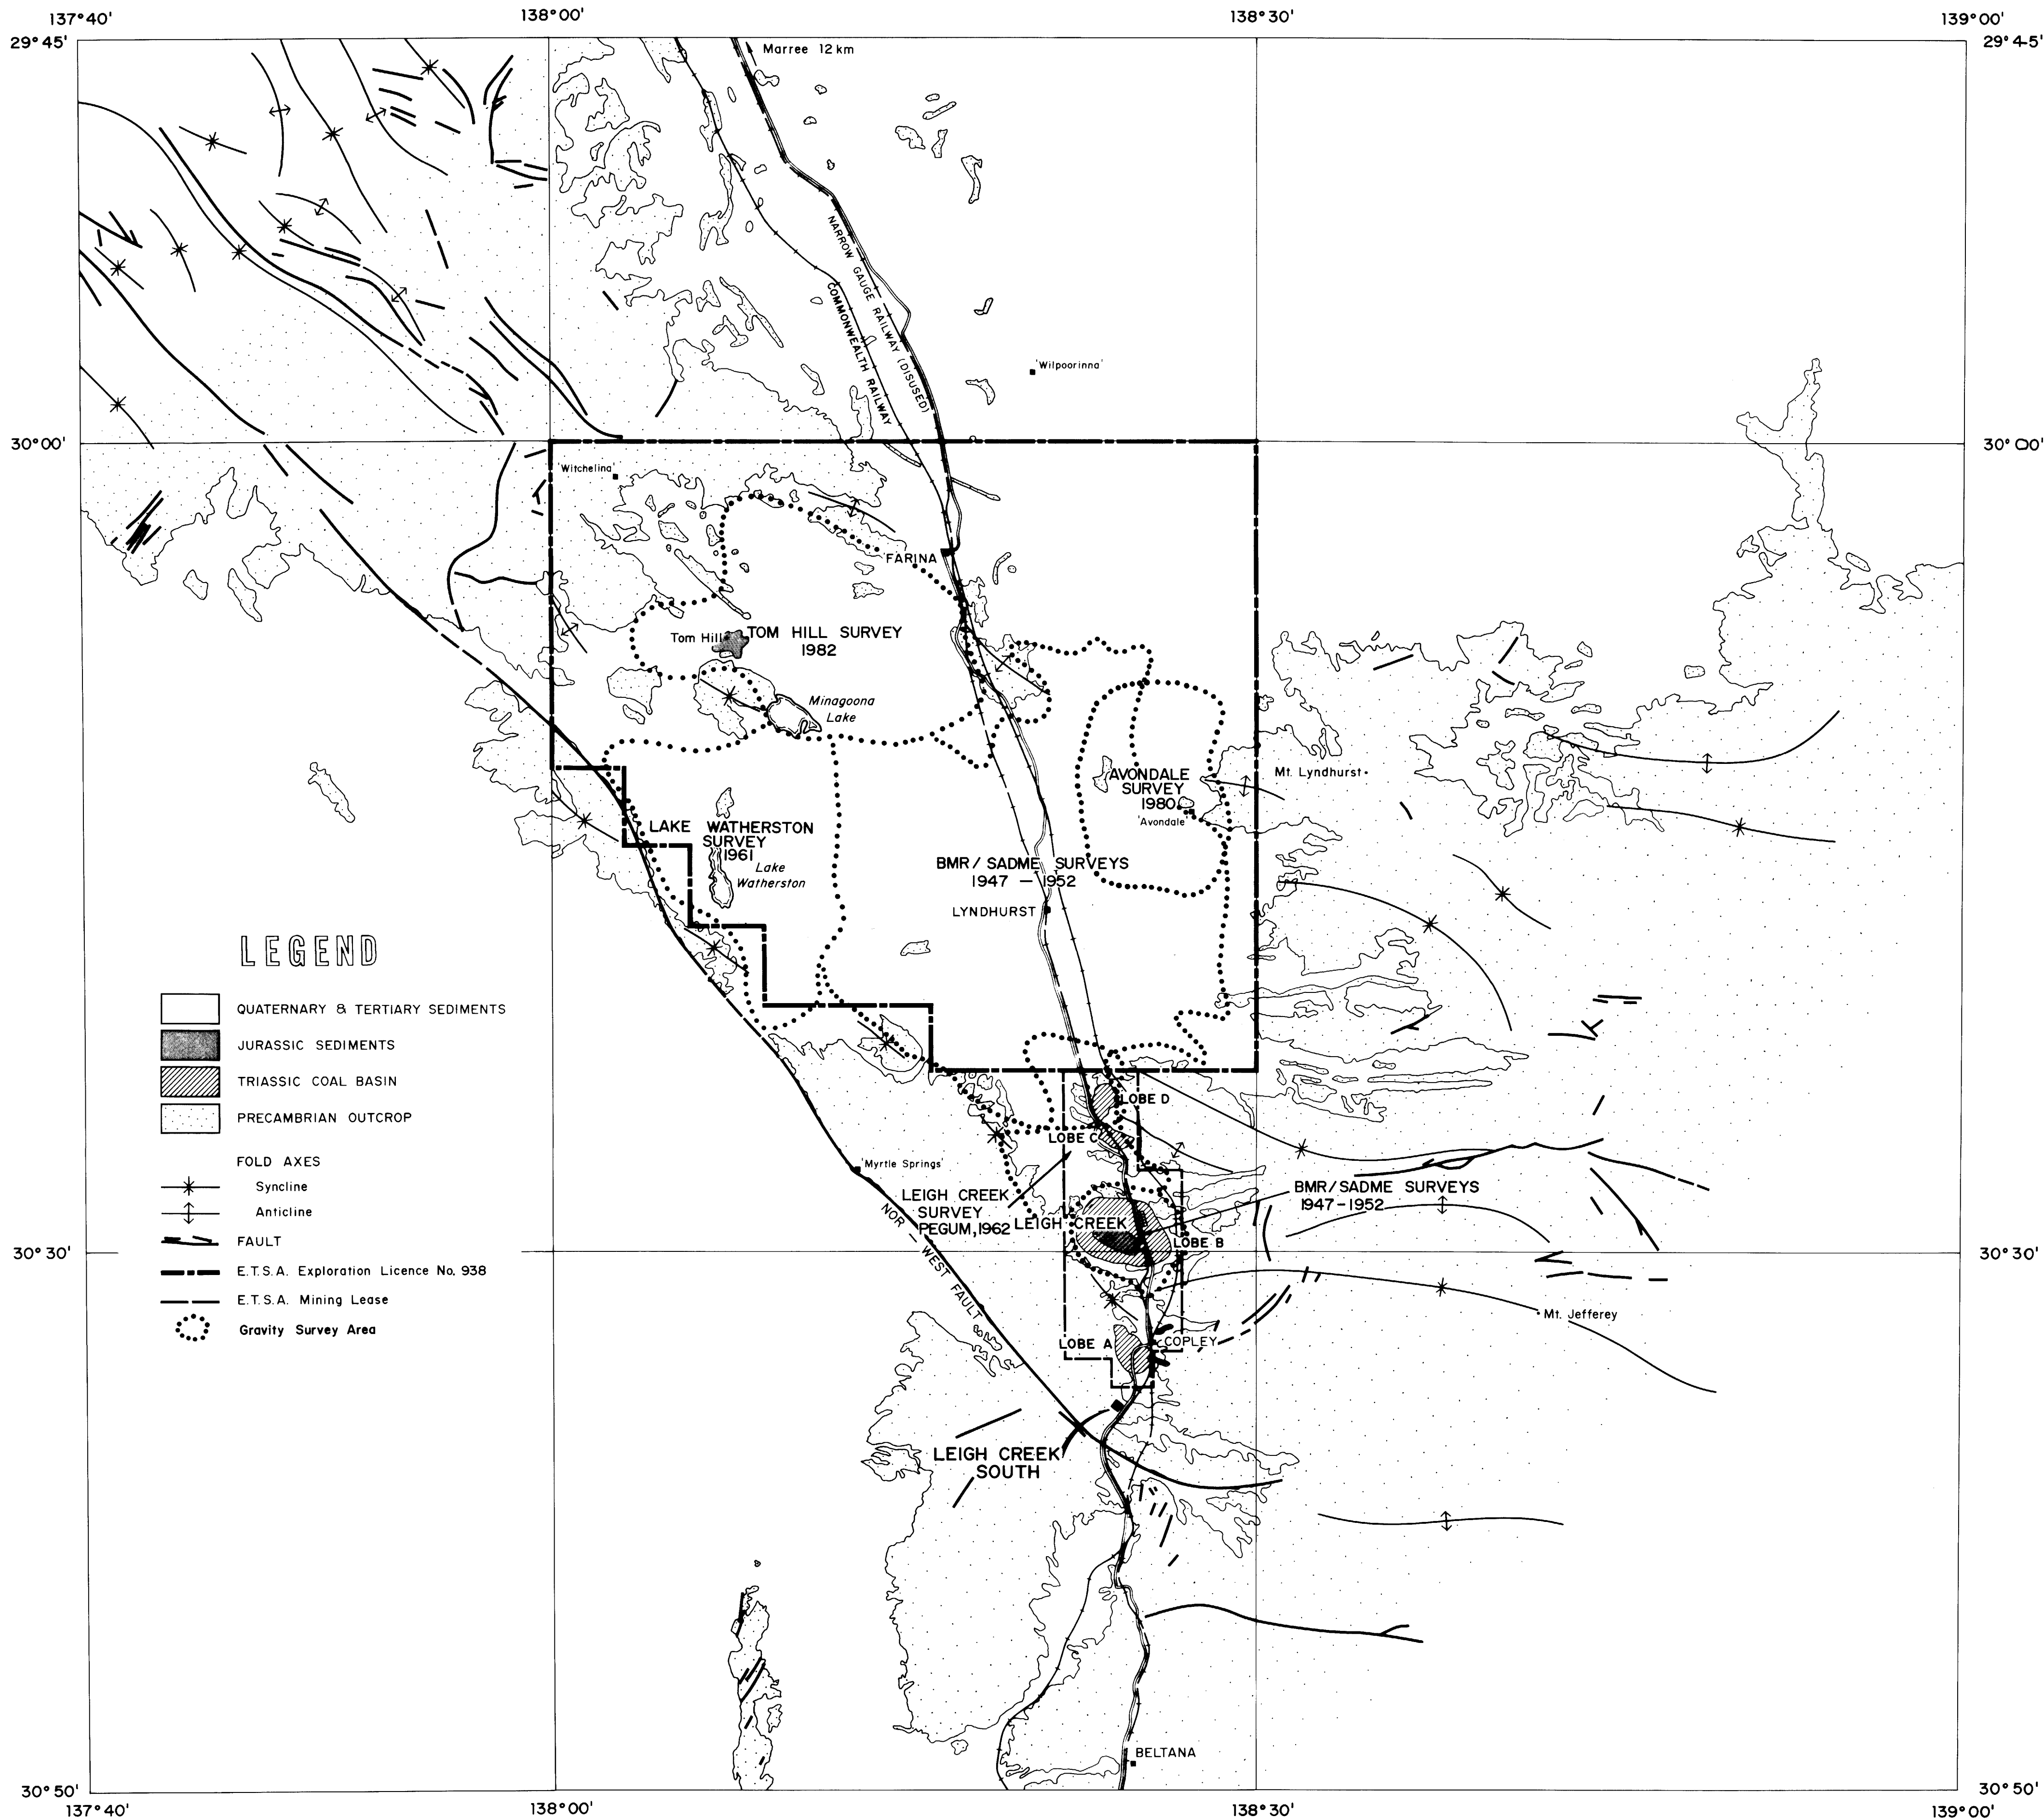 137°40'
138°00'
138°30'
139°00'
29°45'
29°4-5'
Marree 12 km
NARROW GAUGE RAILWAY (DISUSED)
COMMONWEALTH RAILWAY
'Wilpoorinna'
30°00'
30°00'
'Witchelina'
FARINA
Tom Hill
TOM HILL SURVEY
1982
Minagoona
Lake
Mt. Lyndhurst
AVONDALE
SURVEY
1980
'Avondale'
LAKE WATHERSTON
SURVEY
1961
Lake
Watherston
BMR/SADME SURVEYS
1947 — 1952
LYNDHURST
LEGEND
QUATERNARY & TERTIARY SEDIMENTS
JURASSIC SEDIMENTS
TRIASSIC COAL BASIN
PRECAMBRIAN OUTCROP
FOLD AXES
Syncline
Anticline
FAULT
E.T.S.A. Exploration Licence No. 938
E.T.S.A. Mining Lease
Gravity Survey Area
LOBE D
LOBE C
'Myrtle Springs'
LEIGH CREEK
SURVEY
PEGUM, 1962
LEIGH CREEK
BMR/SADME SURVEYS
1947-1952
NOR - WEST FAULT
LOBE B
30°30'
30°30'
Mt. Jefferey
LOBE A
COPLEY
LEIGH CREEK
SOUTH
BELTANA
30°50'
30°50'
137°40'
138°00'
138°30'
139°00'